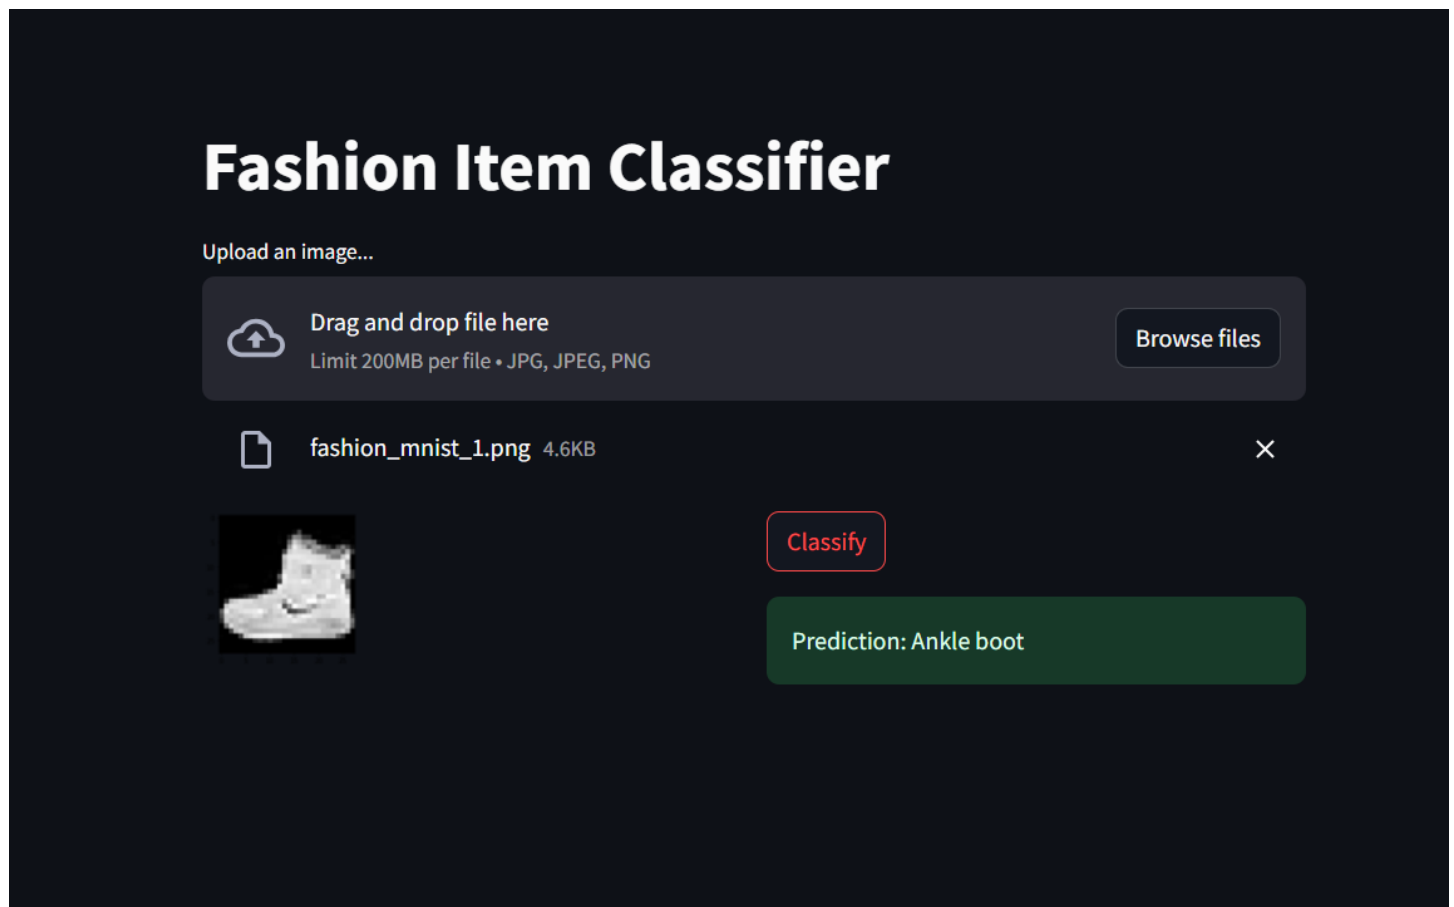 Fashion Item Classifier
Upload an image...
Drag and drop file here
Limit 200MB per file • JPG, JPEG, PNG
Browse files
fashion_mnist_1.png 4.6KB
Classify
Prediction: Ankle boot